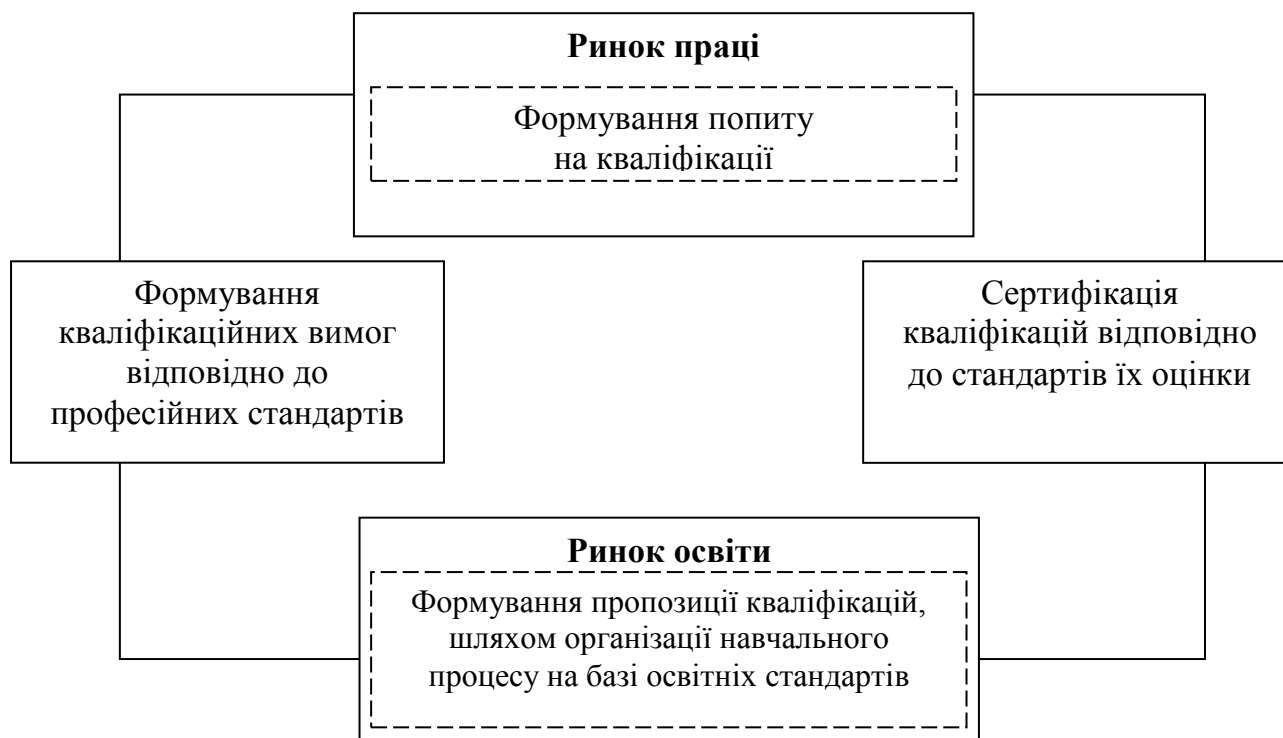 Ринок праці
Формування попиту
на кваліфікації
Формування
кваліфікаційних вимог
відповідно до
професійних стандартів
Сертифікація
кваліфікацій відповідно
до стандартів їх оцінки
Ринок освіти
Формування пропозиції кваліфікацій,
шляхом організації навчального
процесу на базі освітніх стандартів